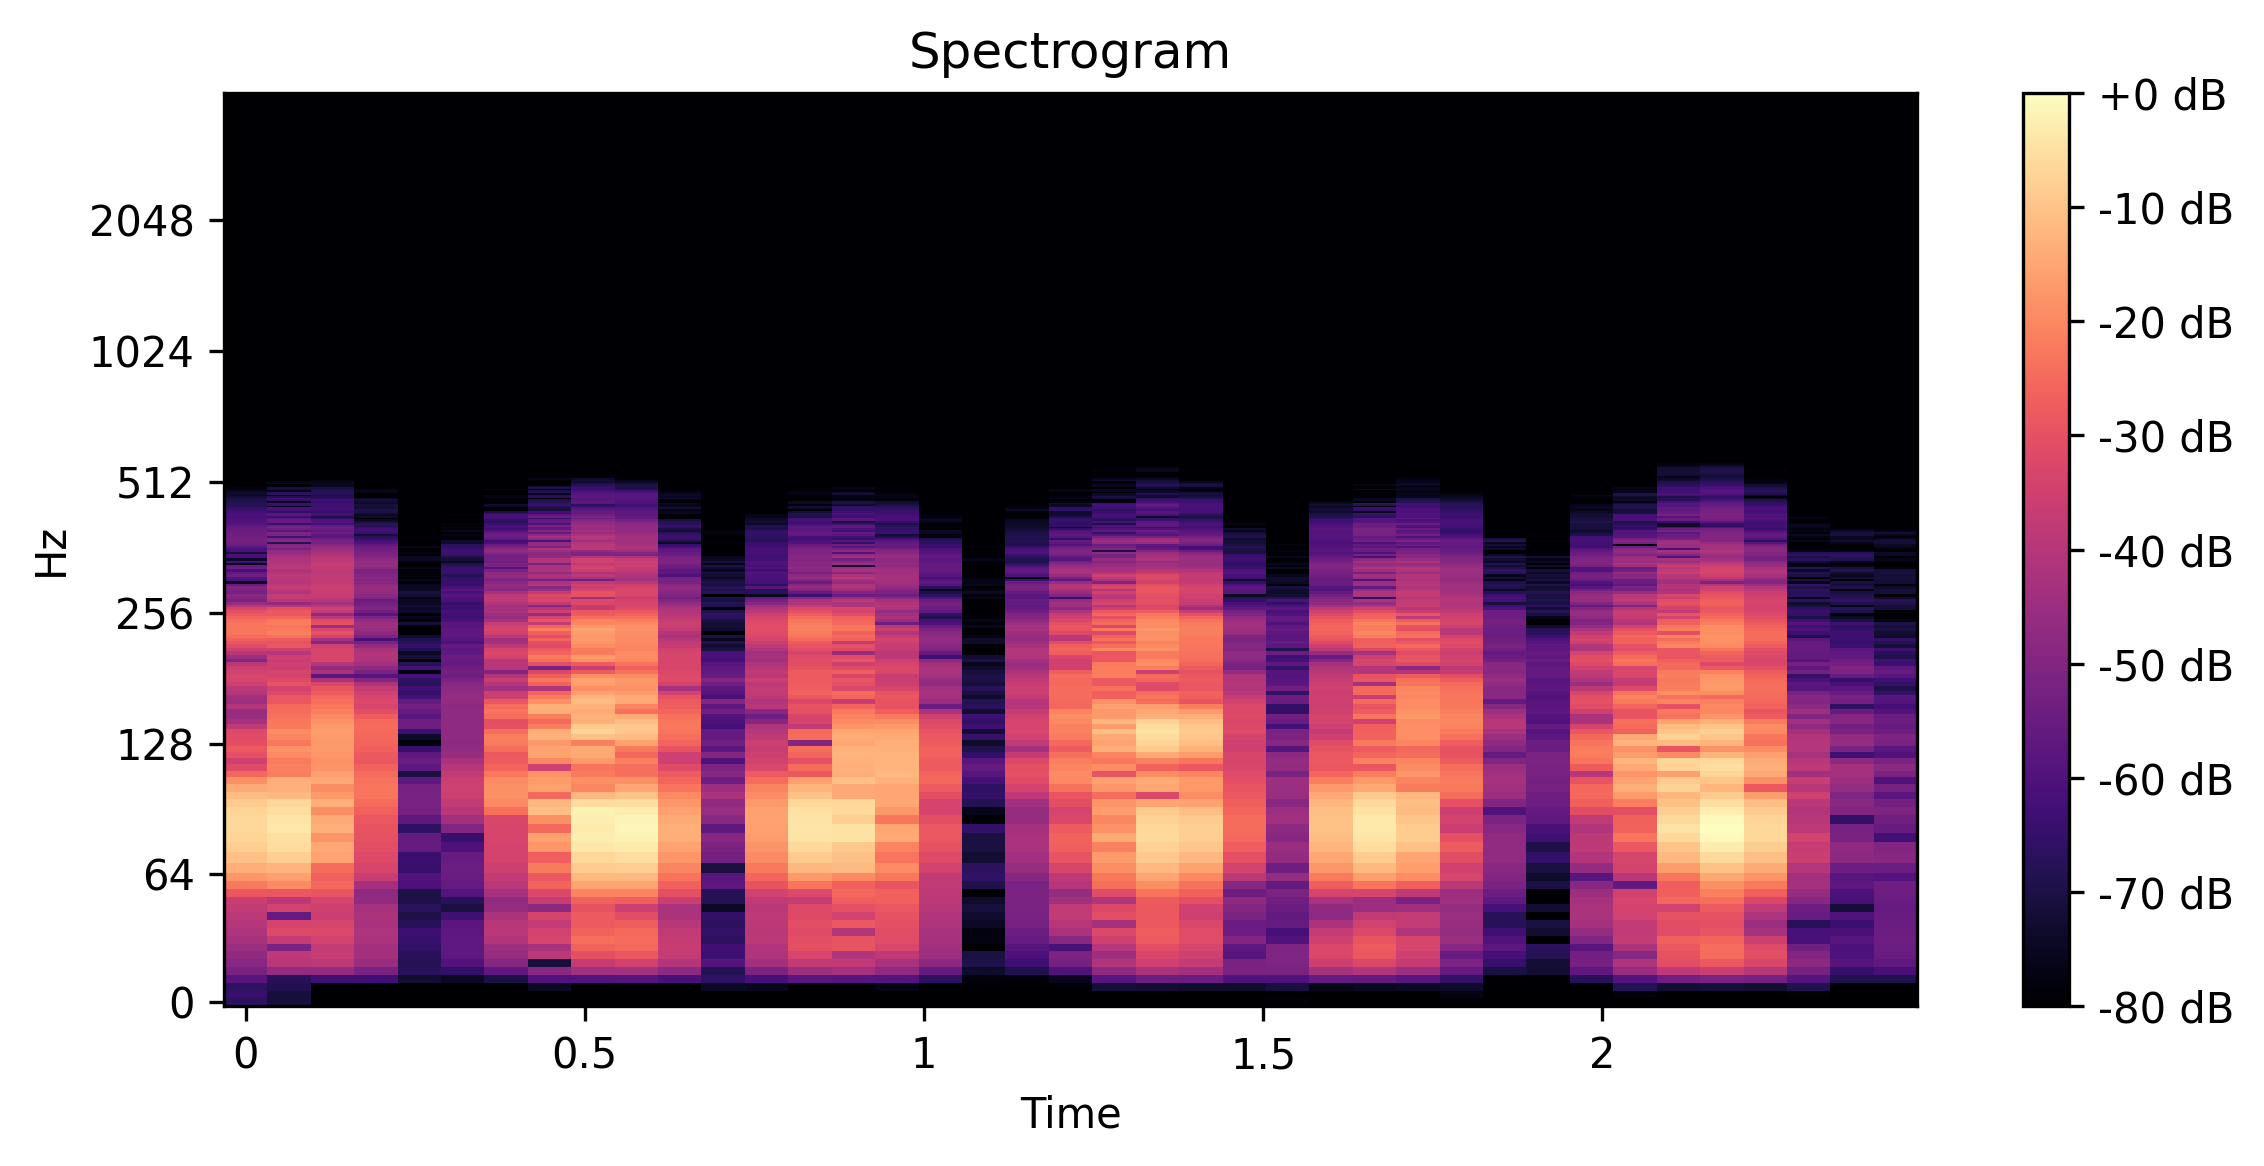 Spectrogram
+0 dB
2048
-10 dB
-20 dB
1024
-30 dB
512
-40 dB
Hz
256
-50 dB
128
-60 dB
64
-70 dB
0
-80 dB
0 0.5 1 1.5 2
Time